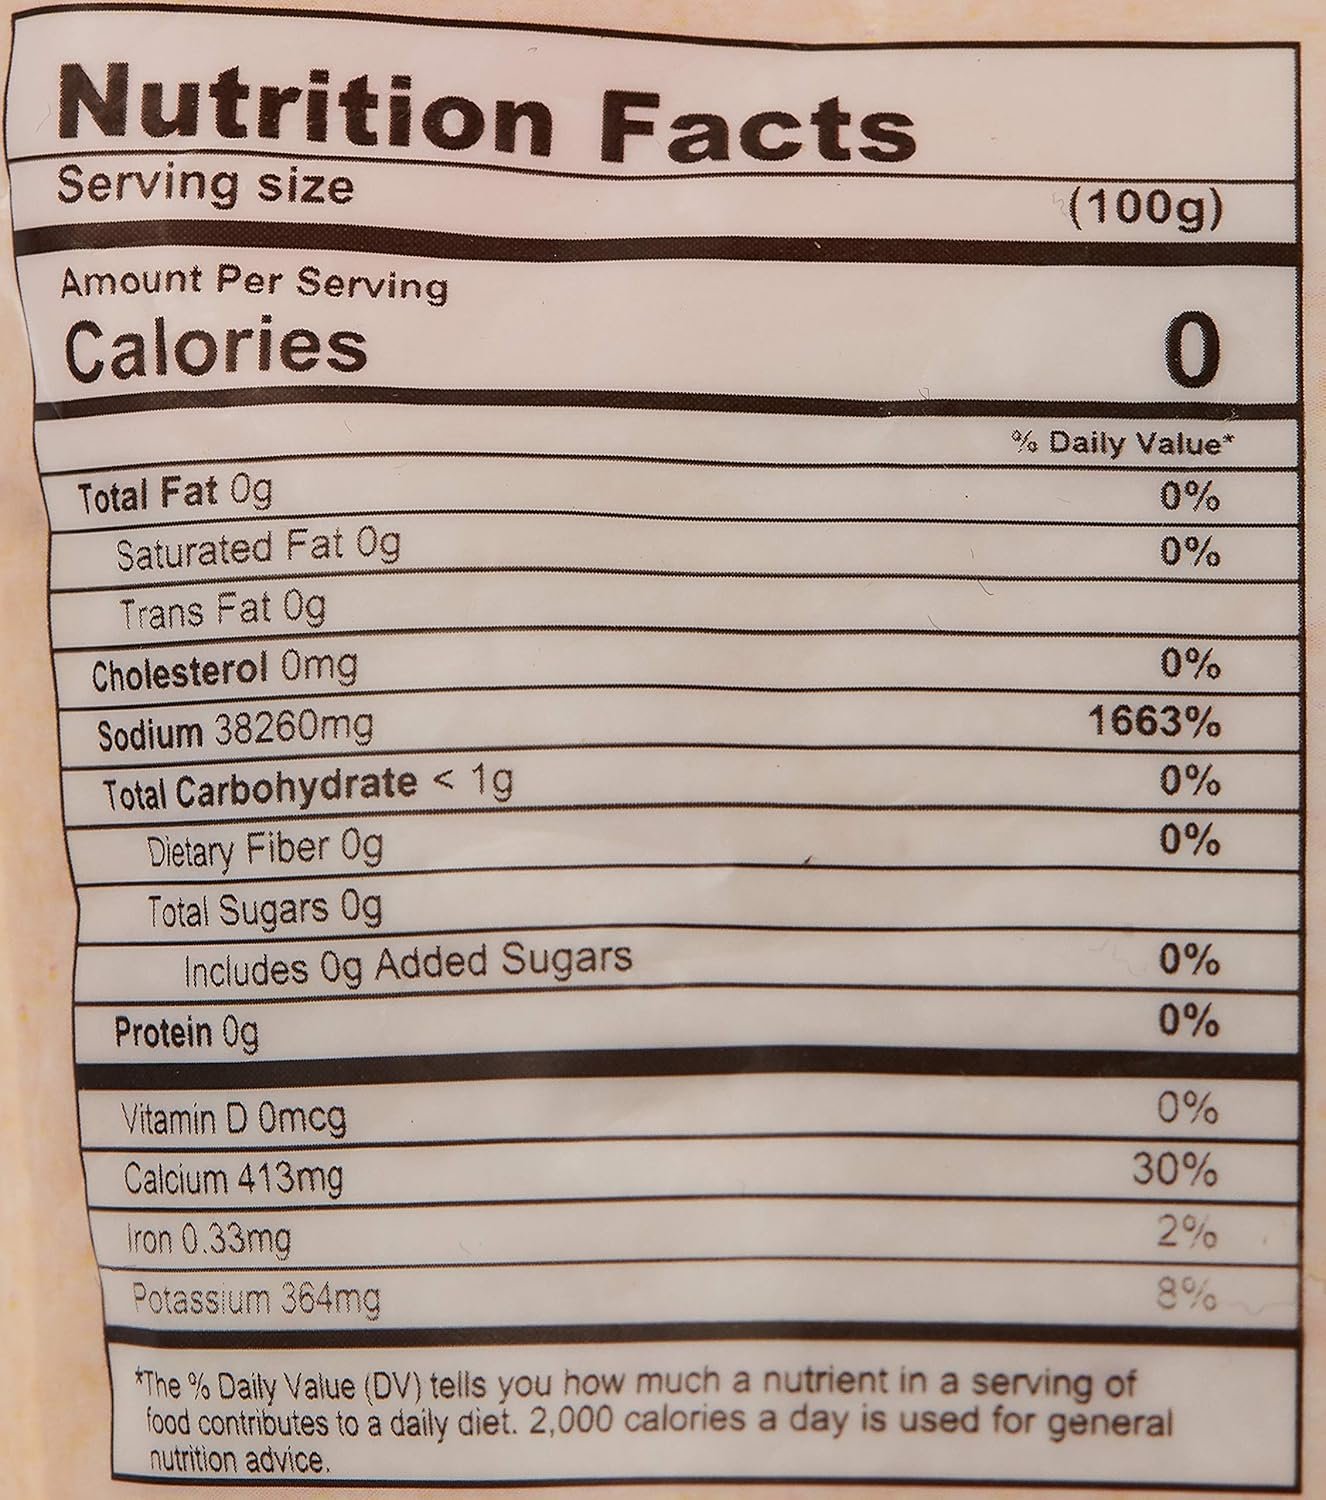 Nutrition Facts
Serving size (100g)
Amount Per Serving
Calories 0
% Daily Value*
Total Fat 0g 0%
Saturated Fat 0g 0%
Trans Fat 0g
Cholesterol 0mg 0%
Sodium 38260mg 1663%
Total Carbohydrate < 1g 0%
Dietary Fiber 0g 0%
Total Sugars 0g
Includes 0g Added Sugars 0%
Protein 0g 0%
Vitamin D 0mcg 0%
Calcium 413mg 30%
Iron 0.33mg 2%
Potassium 364mg 8%
*The % Daily Value (DV) tells you how much a nutrient in a serving of
food contributes to a daily diet. 2,000 calories a day is used for general
nutrition advice.